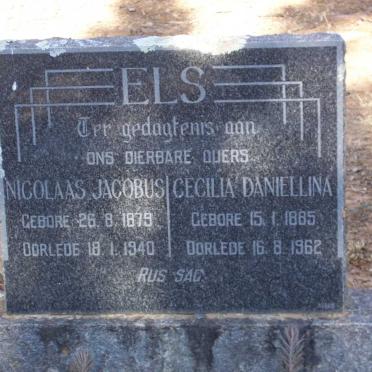 ELS
Ter gedagtenis aan
ONS DIERBARE OUERS
NICOLAAS JACOBUS CECILIA DANIELLINA
GEBORE 26. 8. 1879 GEBORE 15. 1. 1885
OORLEDE 18. 1. 1940 OORLEDE 16. 8. 1962
RUS SAG